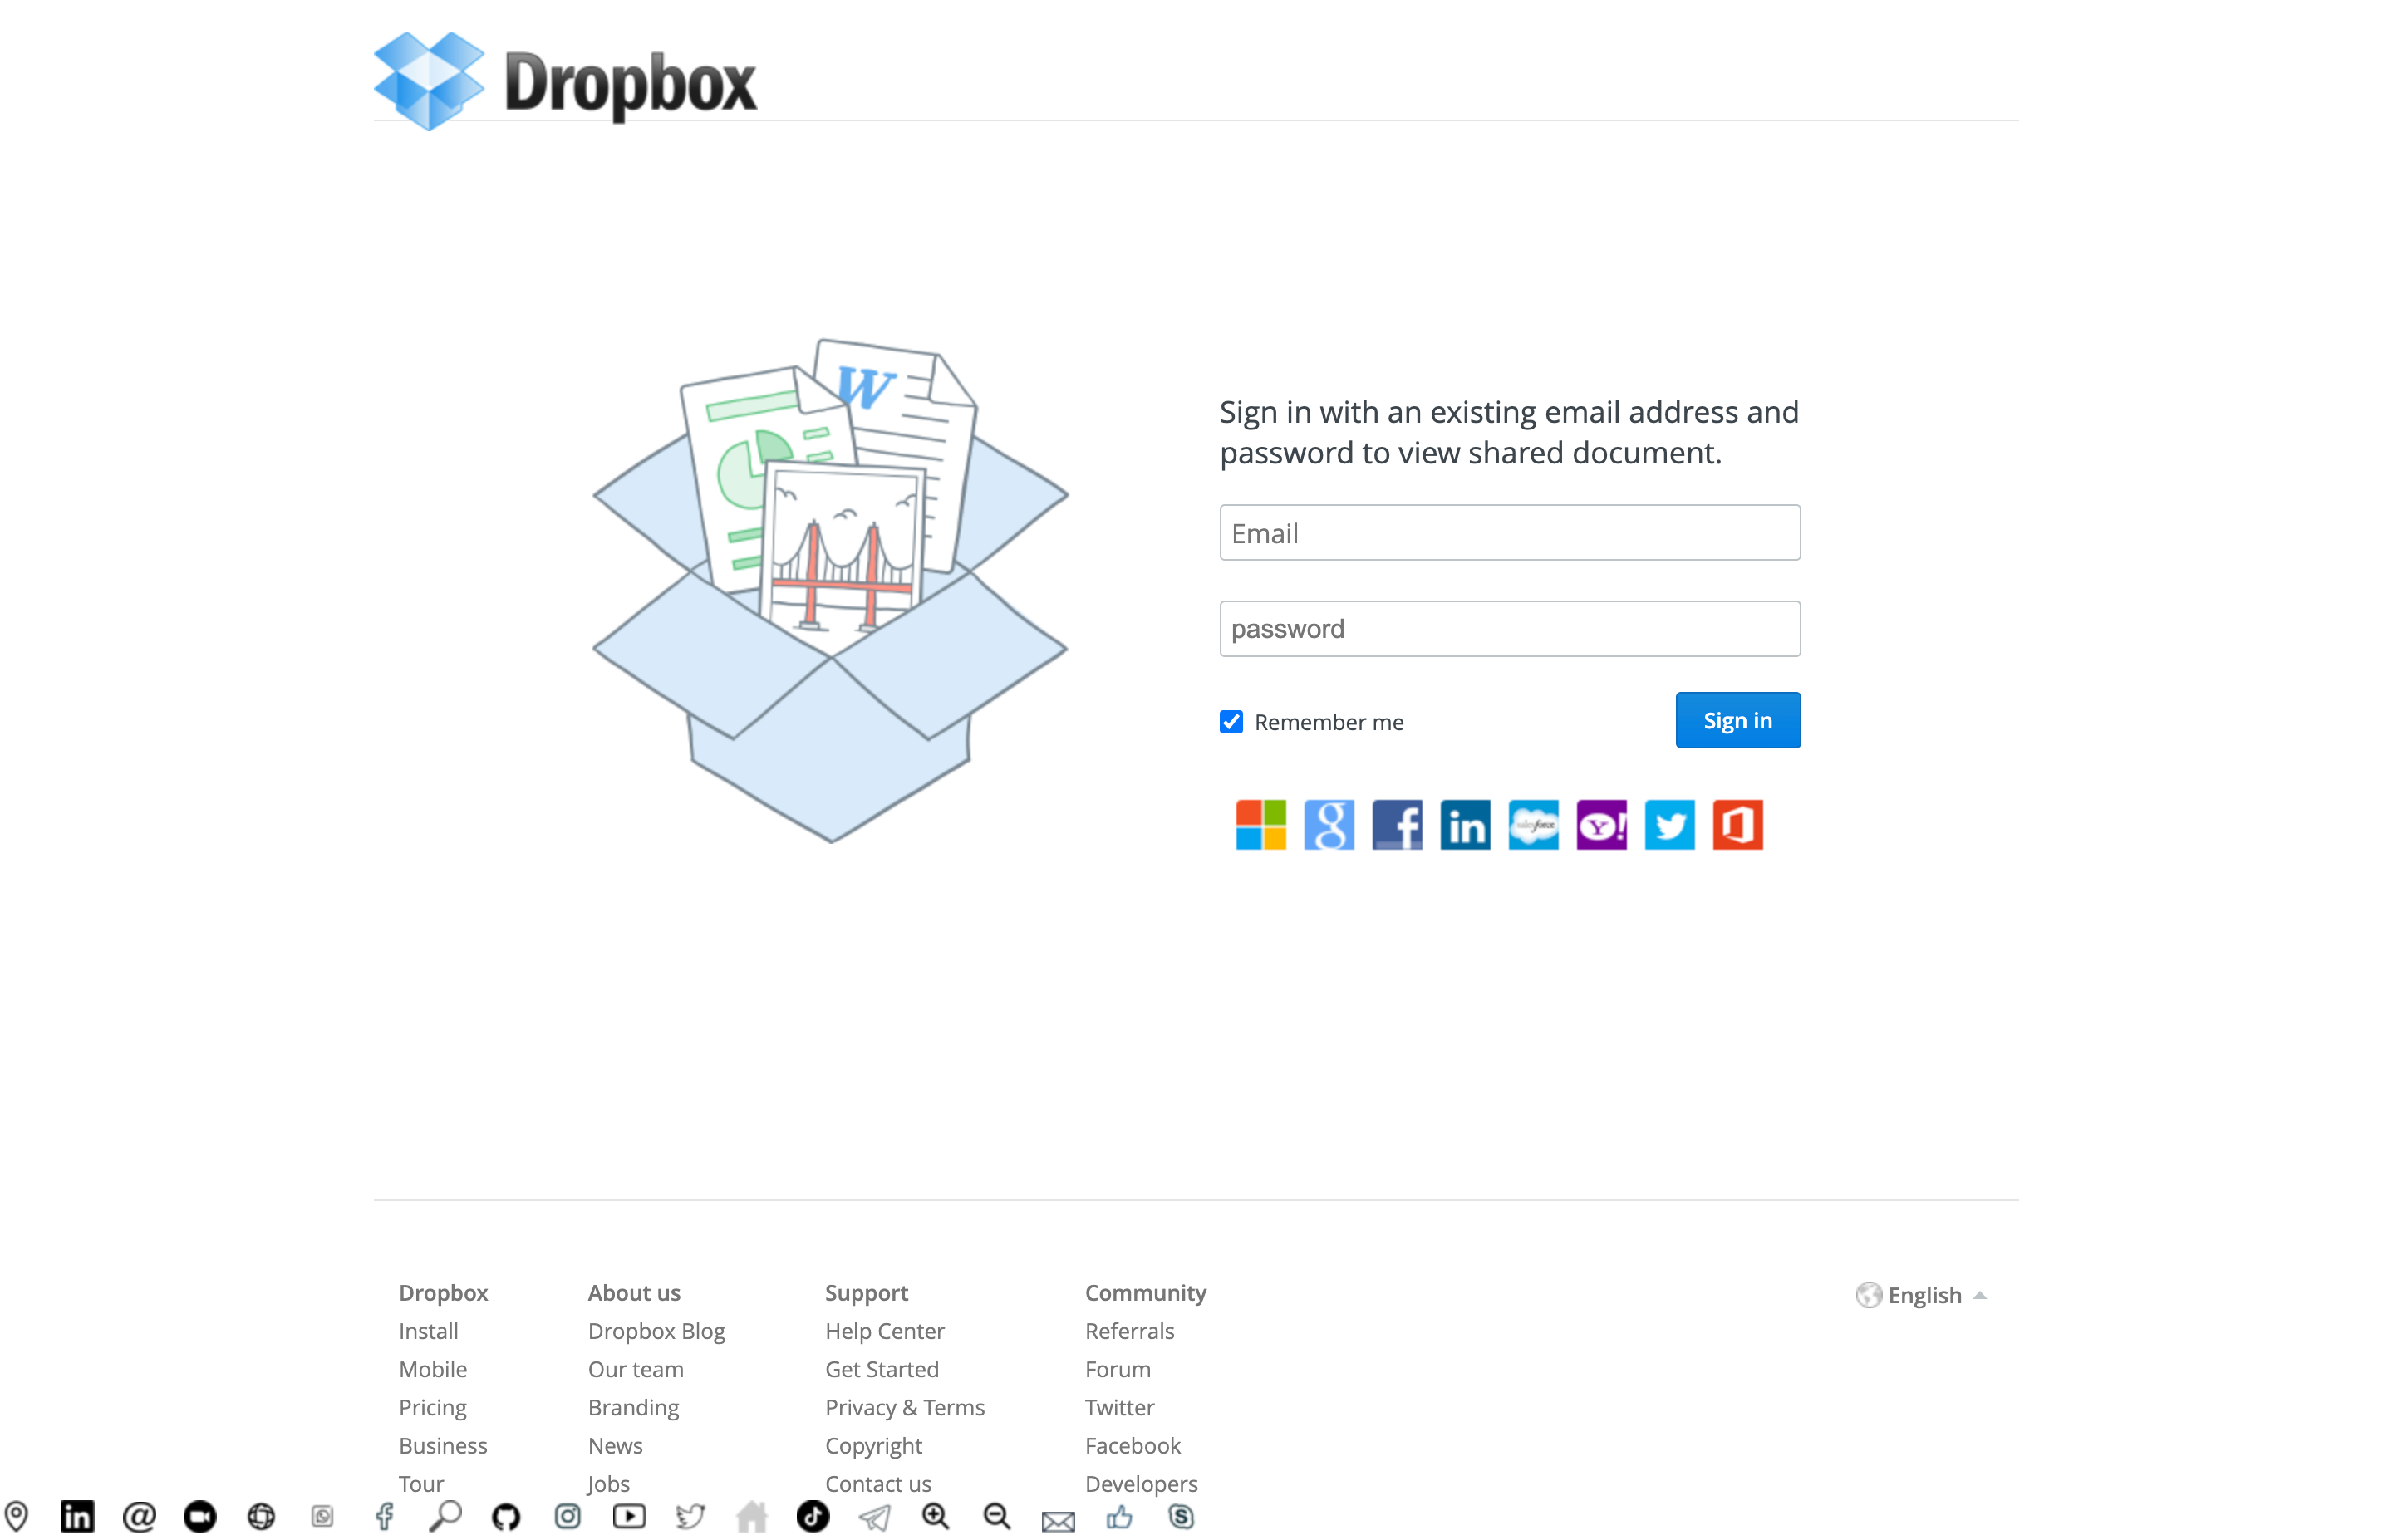 Dropbox
W
Sign in with an existing email address and
password to view shared document.
Email
password
Remember me
Sign in
salesforce
Y!
Dropbox
Install
Mobile
Pricing
Business
Tour
About us
Dropbox Blog
Our team
Branding
News
Jobs
Support
Help Center
Get Started
Privacy & Terms
Copyright
Contact us
Community
Referrals
Forum
Twitter
Facebook
Developers
English